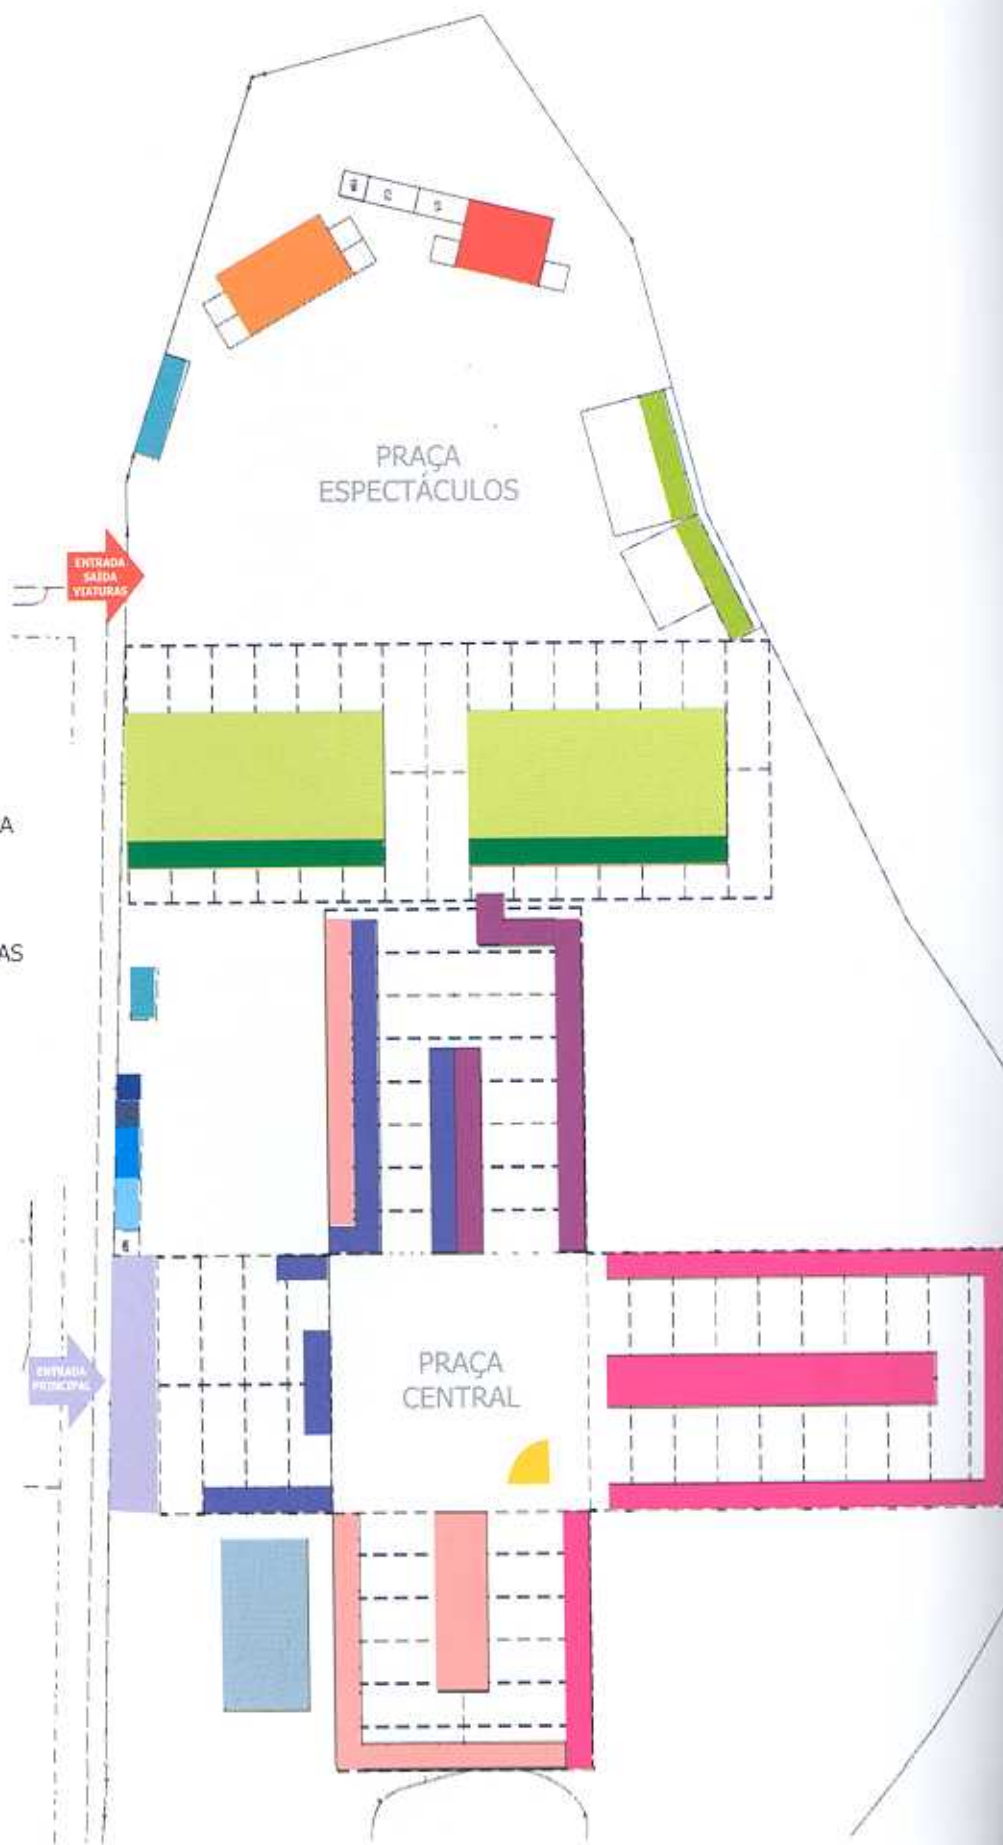 PRAÇA
ESPECTÁCULOS
ENTRADA
SAÍDA
VIATURAS
A
AS
ENTRADA
PRINCIPAL
PRAÇA
CENTRAL